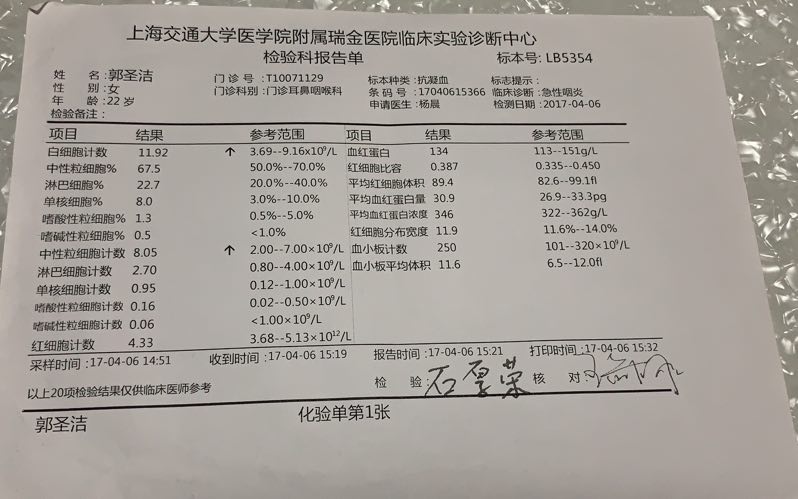 上海交通大学医学院附属瑞金医院临床实验诊断中心
检验科报告单 标本号: LB5354
姓 名 :郭圣洁 门 诊 号 :T10071129 标本种类 :抗凝血 标志提示 :
性 别 :女 门诊科别 :门诊耳鼻咽喉科 条 码 号 :17040615366 临床诊断 :急性咽炎
年 龄 :22 岁 申请医生 :杨晨 检测日期 :2017-04-06
检验备注 :
项目 结果 参考范围 项目 结果 参考范围
白细胞计数 11.92 ↑ 3.69--9.16x10⁹/L 血红蛋白 134 113--151g/L
中性粒细胞% 67.5 50.0%--70.0% 红细胞比容 0.387 0.335--0.450
淋巴细胞% 22.7 20.0%--40.0% 平均红细胞体积 89.4 82.6--99.1fl
单核细胞% 8.0 3.0%--10.0% 平均血红蛋白量 30.9 26.9--33.3pg
嗜酸性粒细胞% 1.3 0.5%--5.0% 平均血红蛋白浓度 346 322--362g/L
嗜碱性粒细胞% 0.5 <1.0% 红细胞分布宽度 11.9 11.6%--14.0%
中性粒细胞计数 8.05 ↑ 2.00--7.00×10⁹/L 血小板计数 250 101--320×10⁹/L
淋巴细胞计数 2.70 0.80--4.00×10⁹/L 血小板平均体积 11.6 6.5--12.0fl
单核细胞计数 0.95 0.12--1.00×10⁹/L
嗜酸性粒细胞计数 0.16 0.02--0.50×10⁹/L
嗜碱性粒细胞计数 0.06 <1.00×10⁹/L
红细胞计数 4.33 3.68--5.13×10¹²/L
采样时间 :17-04-06 14:51 收到时间 :17-04-06 15:19 报告时间 :17-04-06 15:21 打印时间 :17-04-06 15:32
以上20项检验结果仅供临床医师参考 检 验 :石厚荣 核 对 :
郭圣洁 化验单第1张